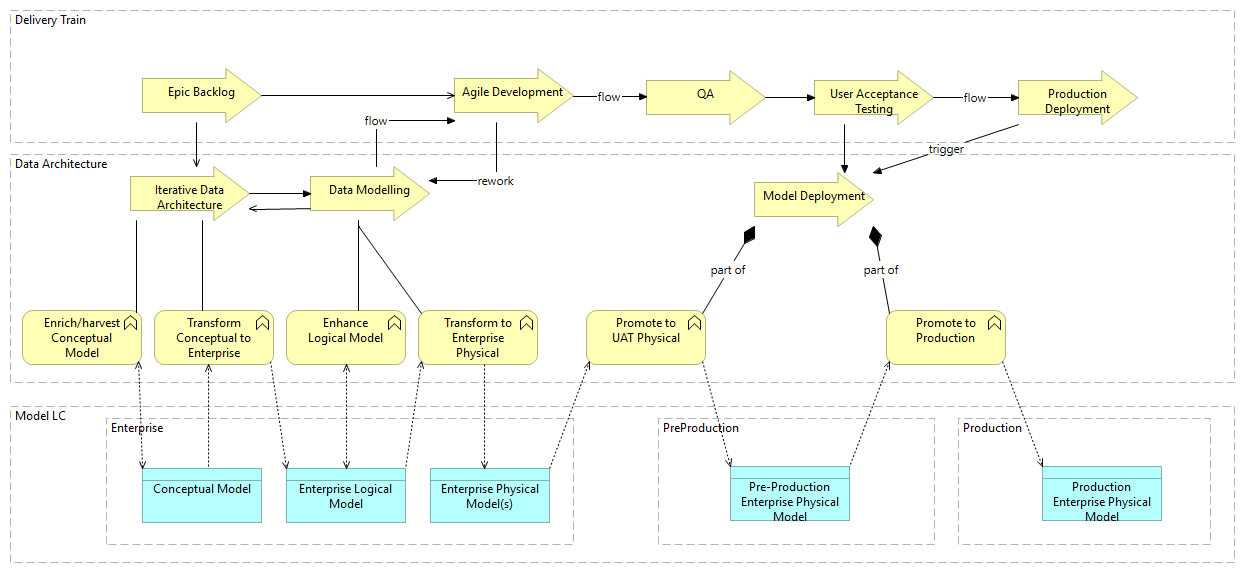 Delivery Train
Epic Backlog
Agile Development
flow
QA
User Acceptance
Testing
flow
Production
Deployment
flow
trigger
Data Architecture
Iterative Data
Architecture
Data Modelling
rework
Model Deployment
part of
part of
Enrich/harvest
Conceptual
Model
Transform
Conceptual to
Enterprise
Enhance
Logical Model
Transform to
Enterprise
Physical
Promote to
UAT Physical
Promote to
Production
Model LC
Enterprise
Conceptual Model
Enterprise Logical
Model
Enterprise Physical
Model(s)
PreProduction
Pre-Production
Enterprise Physical
Model
Production
Production
Enterprise Physical
Model